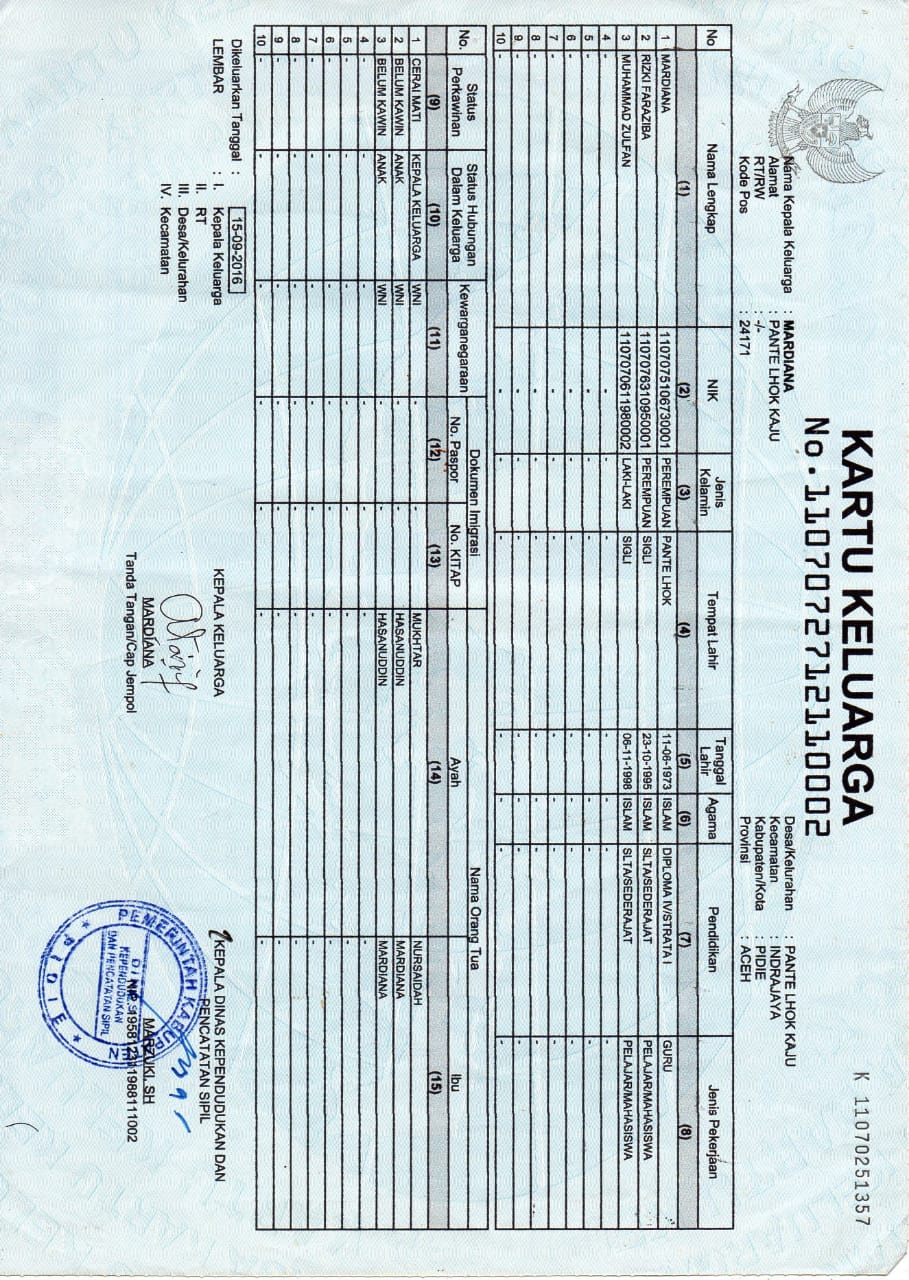 K 11070251357
KARTU KELUARGA
No.1107072712110002
Nama Kepala Keluarga : MARDIANA
Alamat : PANTE LHOK KAJU
RT/RW : -/-
Kode Pos : 24171
Desa/Kelurahan : PANTE LHOK KAJU
Kecamatan : INDRAJAYA
Kabupaten/Kota : PIDIE
Provinsi : ACEH
No Nama Lengkap NIK Jenis Kelamin Tempat Lahir Tanggal Lahir Agama Pendidikan Jenis Pekerjaan
(1) (2) (3) (4) (5) (6) (7) (8)
1 MARDIANA 1107075106730001 PEREMPUAN PANTE LHOK 11-06-1973 ISLAM DIPLOMA IV/STRATA I GURU
2 RIZKI FARAZIBA 1107076310950001 PEREMPUAN SIGLI 23-10-1995 ISLAM SLTA/SEDERAJAT PELAJAR/MAHASISWA
3 MUHAMMAD ZULFAN 1107070611980002 LAKI-LAKI SIGLI 06-11-1998 ISLAM SLTA/SEDERAJAT PELAJAR/MAHASISWA
4 - - - - - - - -
5 - - - - - - - -
6 - - - - - - - -
7 - - - - - - - -
8 - - - - - - - -
9 - - - - - - - -
10 - - - - - - - -
No. Status Perkawinan Status Hubungan Dalam Keluarga Kewarganegaraan Dokumen Imigrasi Nama Orang Tua
No. Paspor No. KITAP Ayah Ibu
(9) (10) (11) (12) (13) (14) (15)
1 CERAI MATI KEPALA KELUARGA WNI - - MUKHTAR NURSAIDAH
2 BELUM KAWIN ANAK WNI - - HASANUDDIN MARDIANA
3 BELUM KAWIN ANAK WNI - - HASANUDDIN MARDIANA
4 - - - - - - -
5 - - - - - - -
6 - - - - - - -
7 - - - - - - -
8 - - - - - - -
9 - - - - - - -
10 - - - - - - -
Dikeluarkan Tanggal : 15-09-2016
LEMBAR : I. Kepala Keluarga
II. RT
III. Desa/Kelurahan
IV. Kecamatan
KEPALA KELUARGA
MARDIANA
Tanda Tangan/Cap Jempol
KEPALA DINAS KEPENDUDUKAN DAN
PENCATATAN SIPIL
MARZUKI, SH
NIP. 195812311988111002
PEMERINTAH KABUPATEN
PIDIE
DINAS
KEPENDUDUKAN
DAN PENCATATAN SIPIL